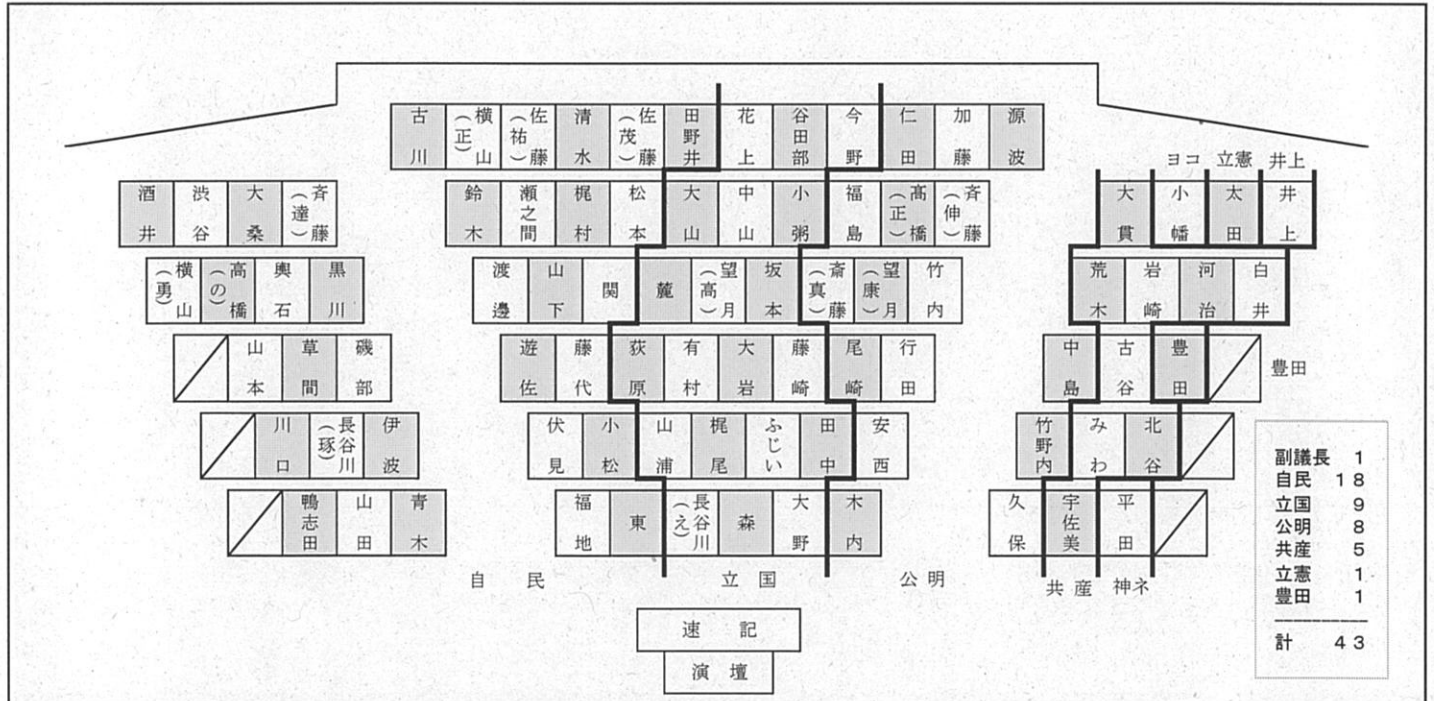 古川 横山(正) 佐藤(祐) 清水 佐藤(茂) 田野井 花上 谷田部 今野 仁田 加藤 源波
ヨコ 立憲 井上
酒井 渋谷 大桑 斉藤(達) 鈴木 瀬之間 梶村 松本 大山 中山 小粥 福島 髙橋(正) 斉藤(伸) 大貫 小幡 太田 井上
横山(勇) 高橋(の) 輿石 黒川 渡邊 山下 関 麓 望月(高) 坂本 斎藤(真) 望月(康) 竹内 荒木 岩崎 河治 白井
山本 草間 磯部 遊佐 藤代 荻原 有村 大岩 藤崎 尾崎 行田 中島 古谷 豊田 豊田
川口 長谷川(琢) 伊波 伏見 小松 山浦 梶尾 ふじい 田中 安西 竹野内 みわ 北谷
鴨志田 山田 青木 福地 東 長谷川(え) 森 大野 木内 久保 宇佐美 平田
自民 立国 公明 共産 神ネ
速記
演壇
副議長 1
自民 18
立国 9
公明 8
共産 5
立憲 1
豊田 1
計 43